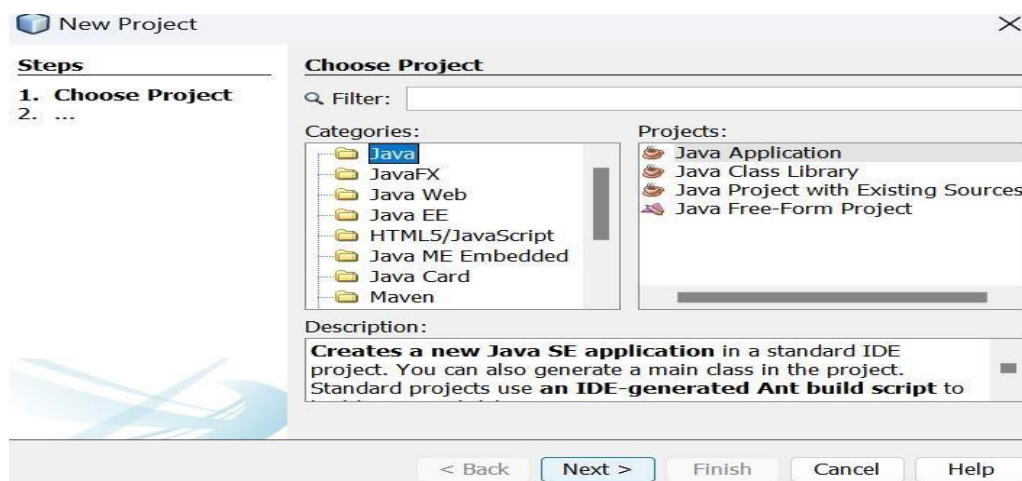 New Project
Steps
1. Choose Project
2. ...
Choose Project
Filter:
Categories:
Java
JavaFX
Java Web
Java EE
HTML5/JavaScript
Java ME Embedded
Java Card
Maven
Projects:
Java Application
Java Class Library
Java Project with Existing Sources
Java Free-Form Project
Description:
Creates a new Java SE application in a standard IDE
project. You can also generate a main class in the project.
Standard projects use an IDE-generated Ant build script to
< Back Next > Finish Cancel Help